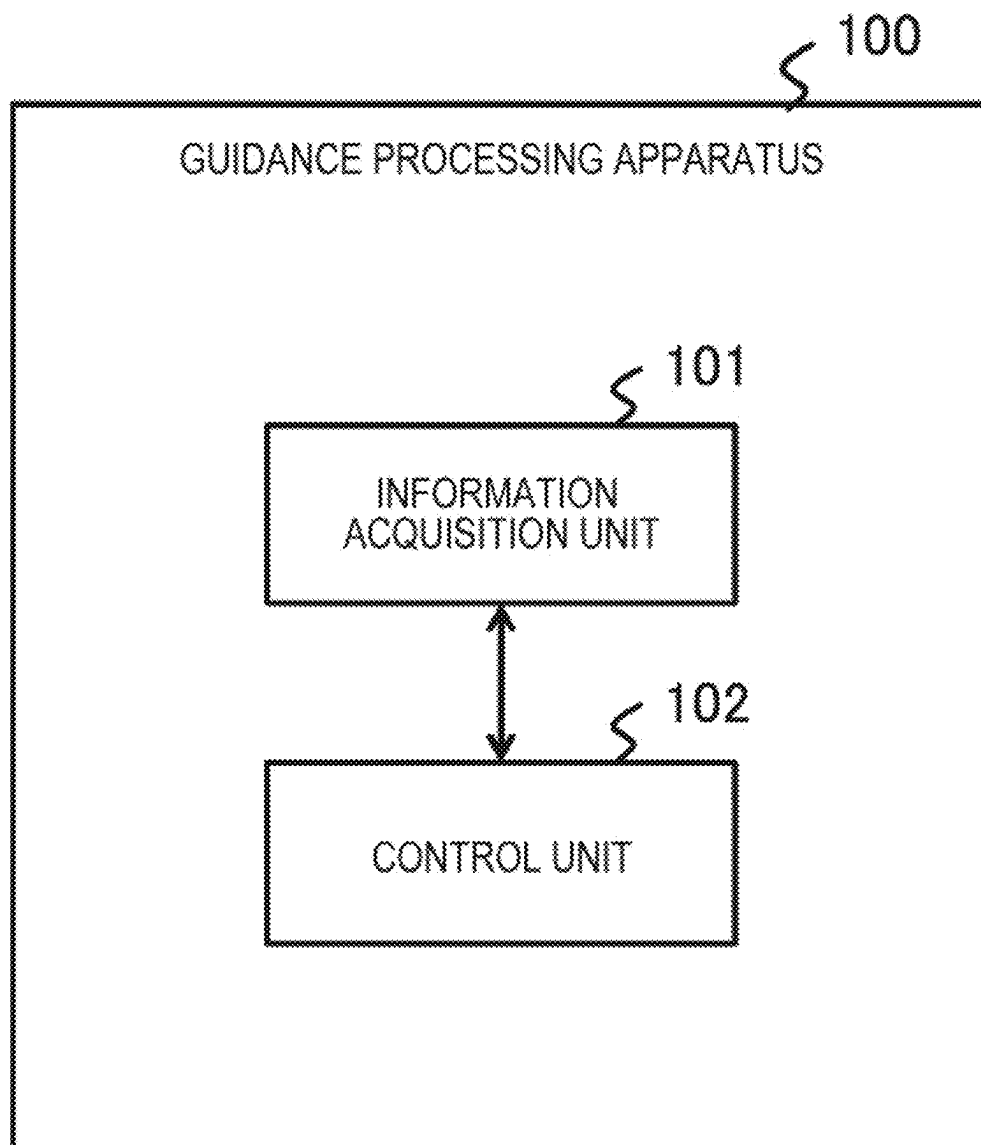 100
GUIDANCE PROCESSING APPARATUS
101
INFORMATION
ACQUISITION UNIT
102
CONTROL UNIT